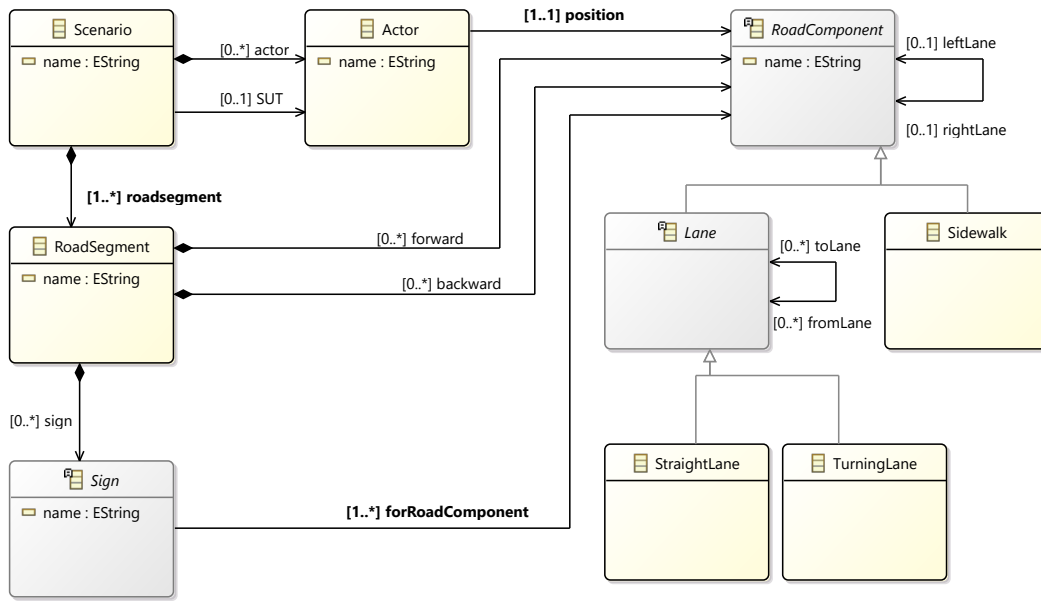 [1..1] position
Scenario
name : EString
[0..*] actor
[0..1] SUT
Actor
name : EString
RoadComponent
name : EString
[0..1] leftLane
[0..1] rightLane
[1..*] roadsegment
RoadSegment
name : EString
[0..*] forward
[0..*] backward
Lane
[0..*] toLane
[0..*] fromLane
Sidewalk
[0..*] sign
Sign
name : EString
[1..*] forRoadComponent
StraightLane
TurningLane